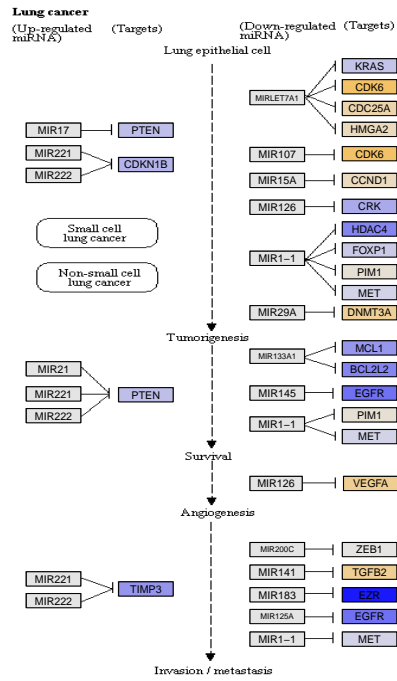 Lung cancer
(Up-regulated miRNA)
(Targets)
(Down-regulated miRNA)
(Targets)
Lung epithelial cell
MIR17
PTEN
MIR221
MIR222
CDKN1B
Small cell
lung cancer
Non-small cell
lung cancer
MIRLET7A1
KRAS
CDK6
CDC25A
HMGA2
MIR107
CDK6
MIR15A
CCND1
MIR126
CRK
MIR1-1
HDAC4
FOXP1
PIM1
MET
MIR29A
DNMT3A
Tumorigenesis
MIR21
MIR221
MIR222
PTEN
MIR133A1
MCL1
BCL2L2
MIR145
EGFR
MIR1-1
PIM1
MET
Survival
MIR126
VEGFA
Angiogenesis
MIR221
MIR222
TIMP3
MIR200C
ZEB1
MIR141
TGFB2
MIR183
EZR
MIR125A
EGFR
MIR1-1
MET
Invasion / metastasis